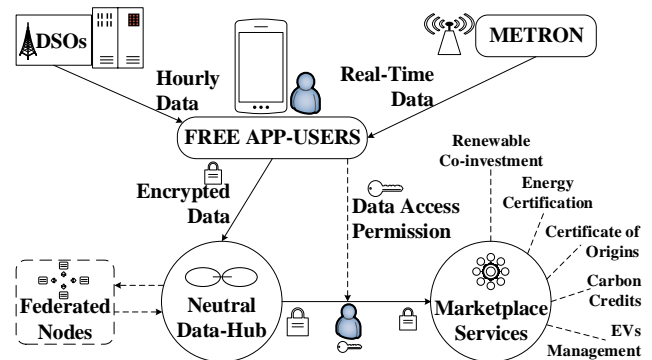 DSOs
METRON
Hourly
Data
Real-Time
Data
FREE APP-USERS
Renewable
Co-investment
Encrypted
Data
Data Access
Permission
Energy
Certification
Certificate of
Origins
Carbon
Credits
EVs
Management
Federated
Nodes
Neutral
Data-Hub
Marketplace
Services